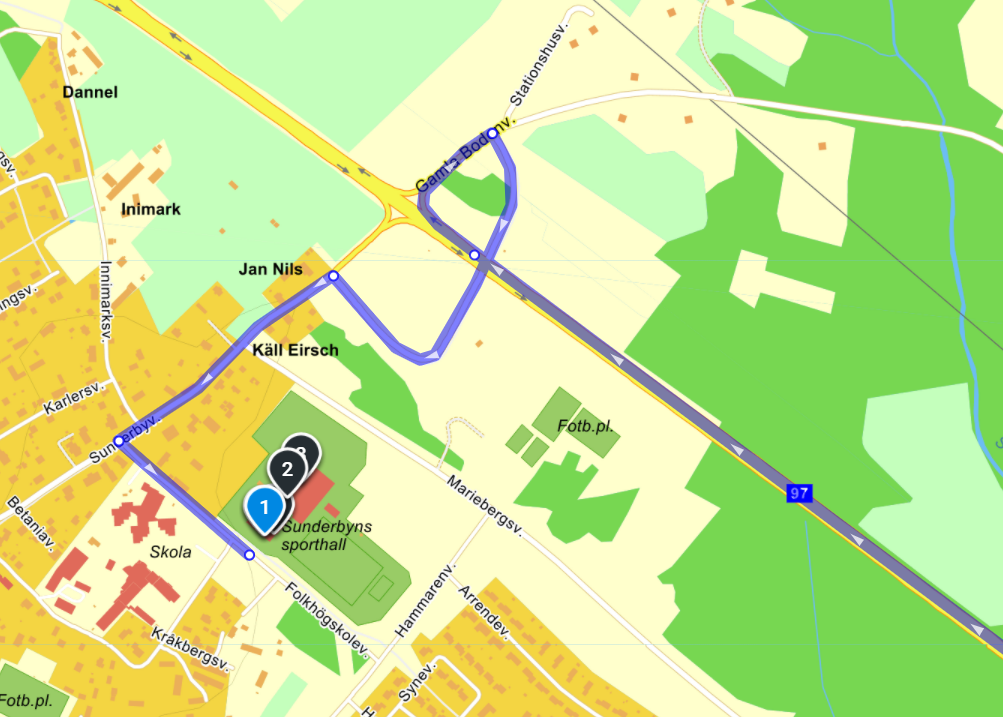 Stationshusv.
Dannel
Gamla Bodenv.
Inimark
Jan Nils
Innimarksv.
Käll Eirsch
Karlersv.
Sunderbyv.
Fotb.pl.
Mariebergsv.
97
2
1
Betaniav.
Sunderbyns
sporthall
Skola
Folkhögskolev.
Hammarenv.
Arrendev.
Kråkbergsv.
Synev.
Fotb.pl.
H